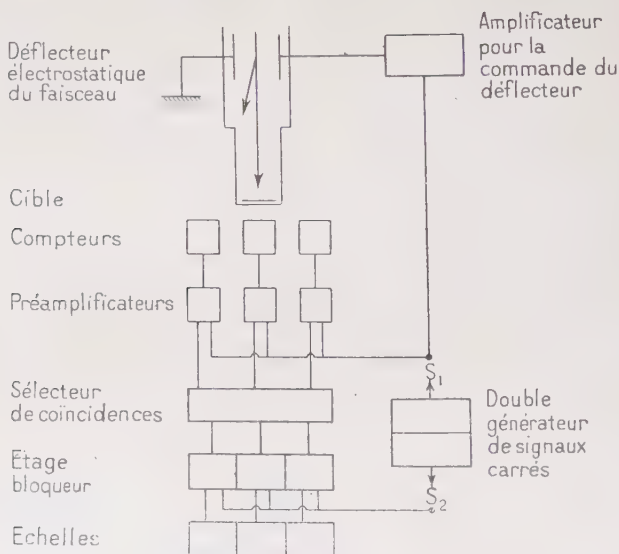 Déflecteur
électrostatique
du faisceau
Amplificateur
pour la
commande du
déflecteur
Cible
Compteurs
Préamplificateurs
S1
Sélecteur
de coïncidences
Double
générateur
de signaux
carrés
Etage
bloqueur
S2
Echelles